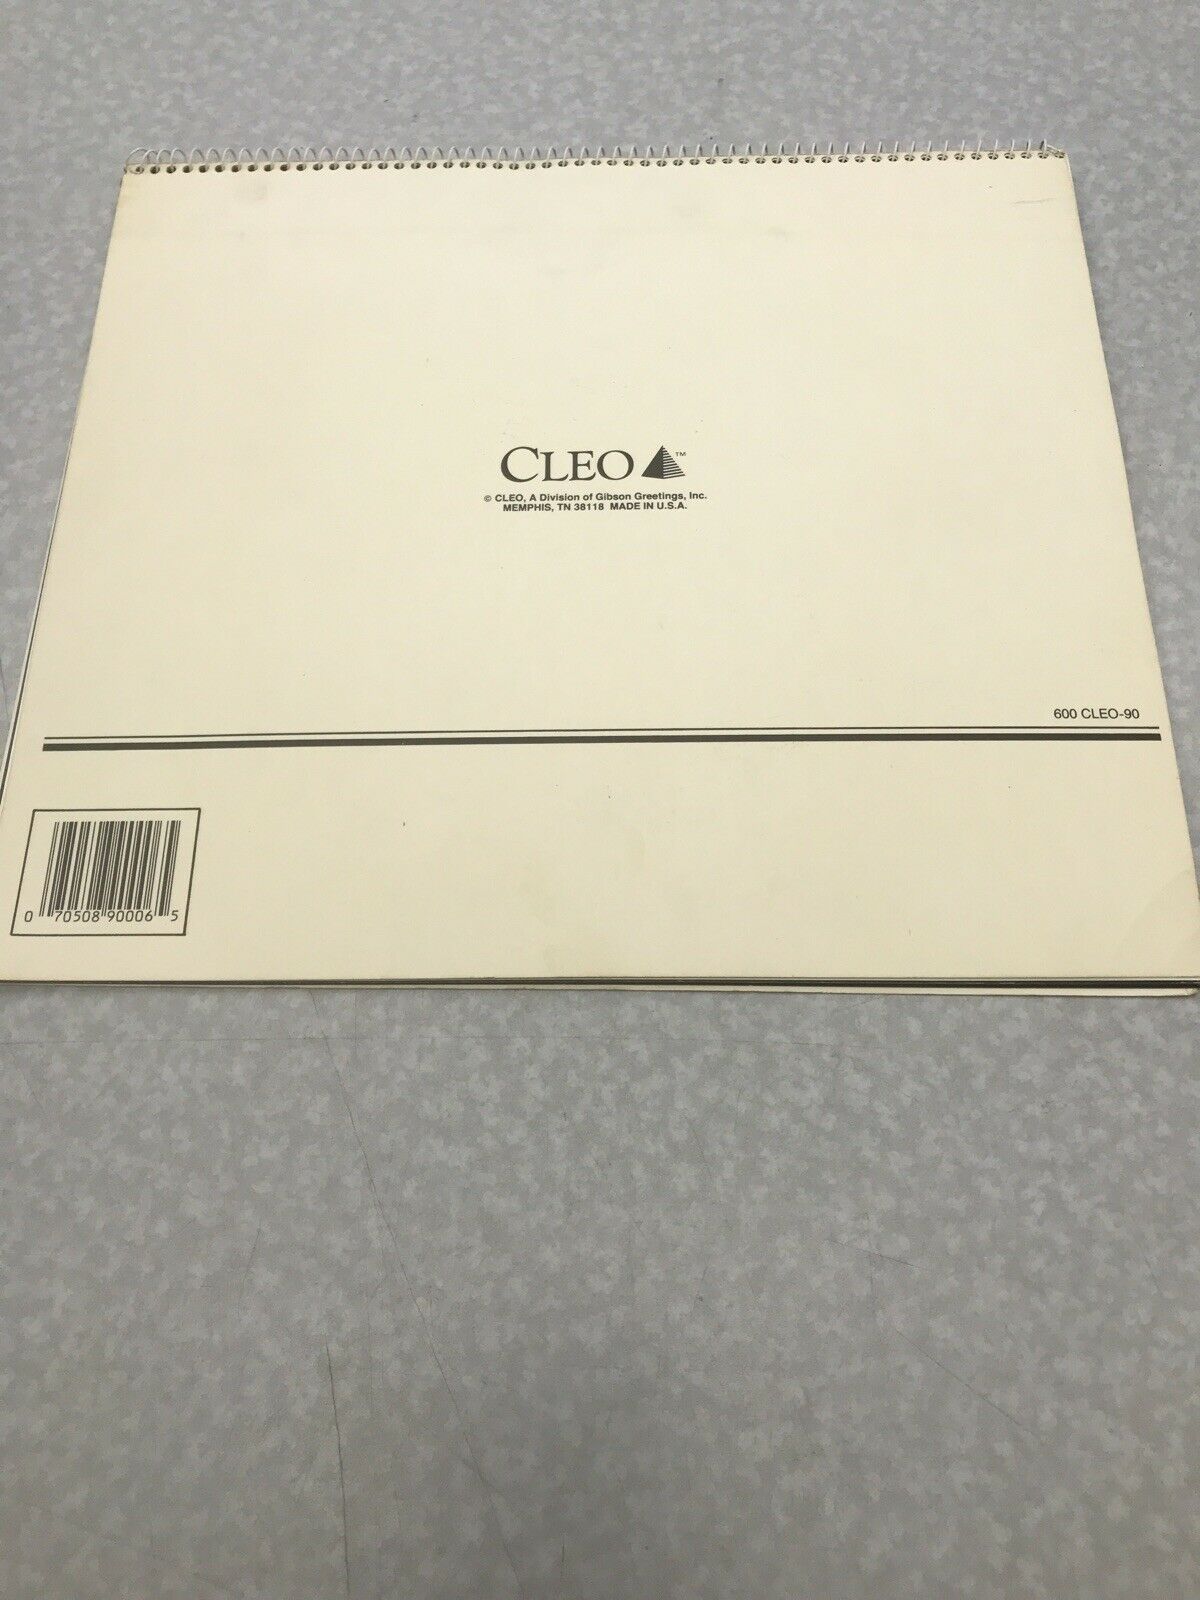 CLEO ™
© CLEO, A Division of Gibson Greetings, Inc.
MEMPHIS, TN 38118 MADE IN U.S.A.
600 CLEO-90
0 70508 90006 5